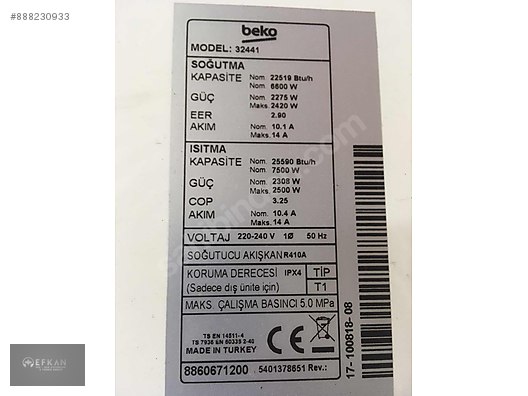 #888230933
beko
MODEL: 32441
SOĞUTMA
KAPASİTE Nom. 22519 Btu/h
Nom. 6600 W
GÜÇ Nom. 2275 W
Maks. 2420 W
EER 2.90
AKIM Nom. 10.1 A
Maks. 14 A
ISITMA
KAPASİTE Nom. 25590 Btu/h
Nom. 7500 W
GÜÇ Nom. 2308 W
Maks. 2500 W
COP 3.25
AKIM Nom. 10.4 A
Maks. 14 A
VOLTAJ 220-240 V 1Ø 50 Hz
SOĞUTUCU AKIŞKAN R410A
KORUMA DERECESİ IPX4 TİP
(Sadece dış ünite için) T1
MAKS. ÇALIŞMA BASINCI 5.0 MPa
TS EN 14511-4
TS 7936 EN 60335 2-40
MADE IN TURKEY
CE
8860671200 5401378651 Rev.:
17-100818-08
EFKAN